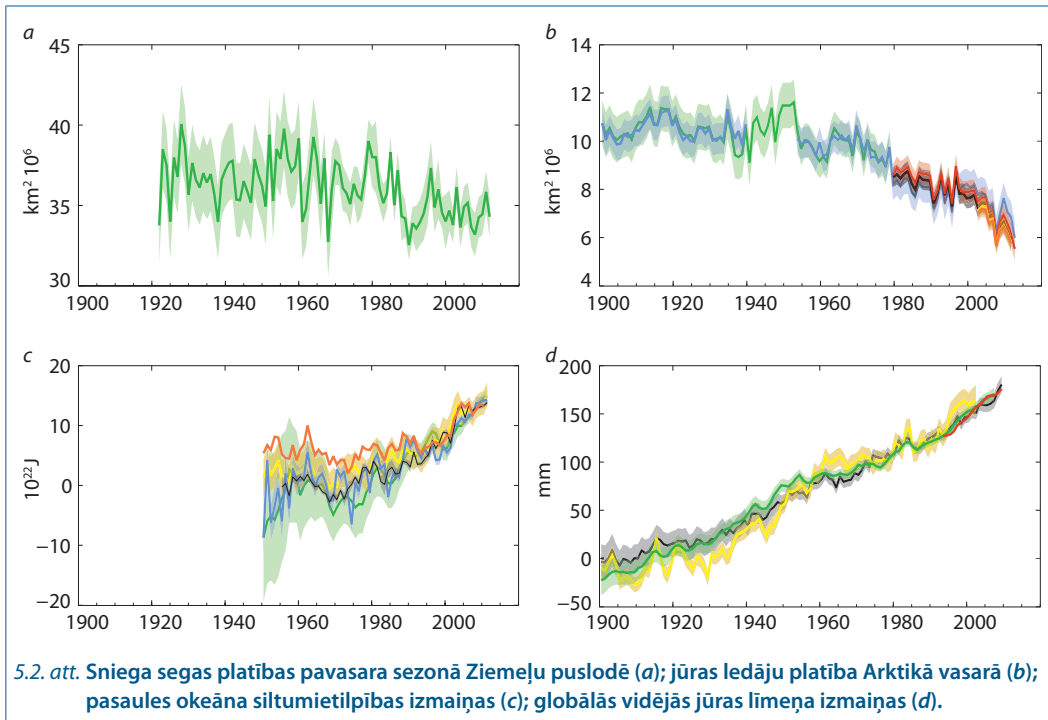 a
45
40
35
30
km² 10⁶
1900 1920 1940 1960 1980 2000
b
14
12
10
8
6
4
km² 10⁶
1900 1920 1940 1960 1980 2000
c
20
10
0
−10
−20
10²²J
1900 1920 1940 1960 1980 2000
d
200
150
100
50
0
−50
mm
1900 1920 1940 1960 1980 2000
5.2. att. Sniega segas platības pavasara sezonā Ziemeļu puslodē (a); jūras ledāju platība Arktikā vasarā (b);
pasaules okeāna siltumietilpības izmaiņas (c); globālās vidējās jūras līmeņa izmaiņas (d).